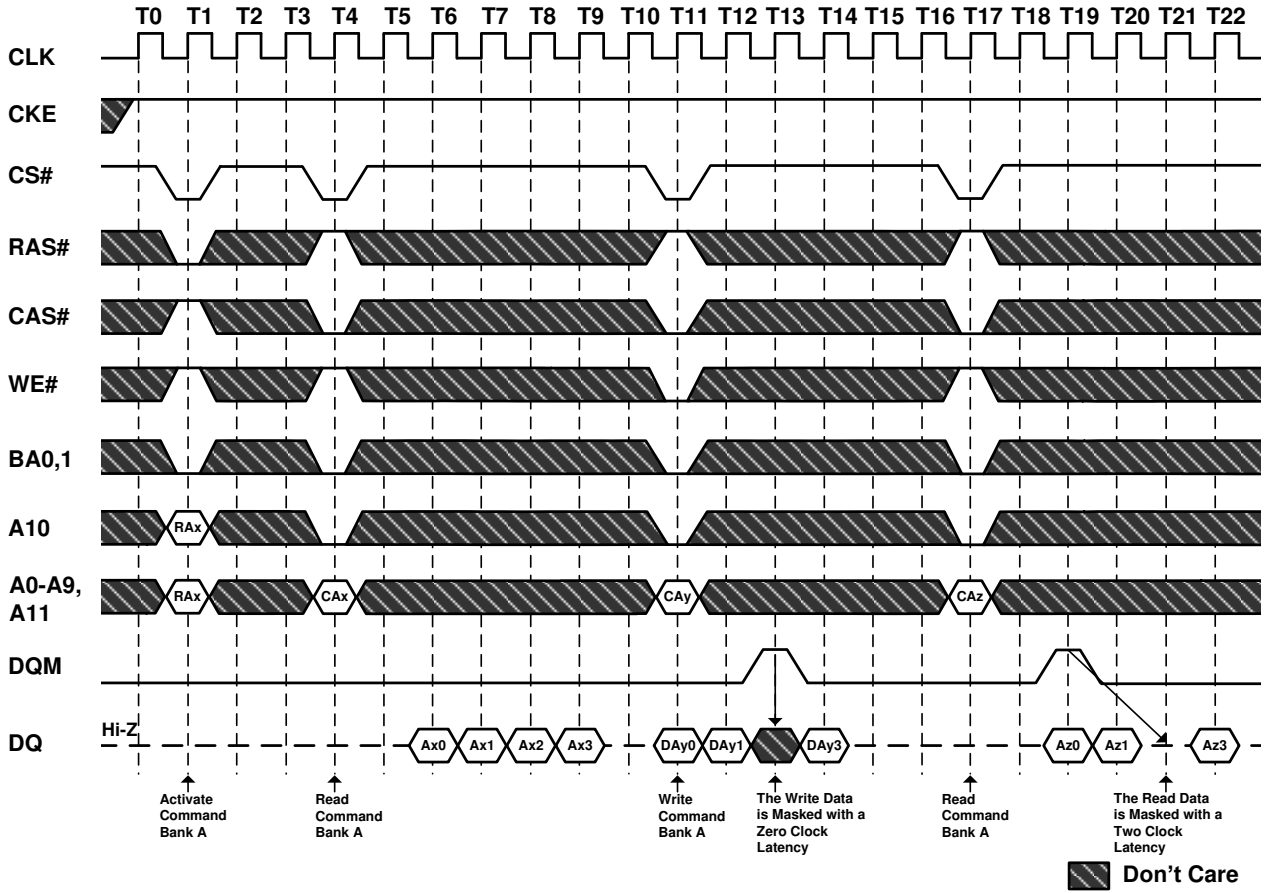 T0 T1 T2 T3 T4 T5 T6 T7 T8 T9 T10 T11 T12 T13 T14 T15 T16 T17 T18 T19 T20 T21 T22
CLK
CKE
CS#
RAS#
CAS#
WE#
BA0,1
A10 RAx
A0-A9,
A11
RAx CAx CAy CAz
DQM
Hi-Z
DQ Ax0 Ax1 Ax2 Ax3 DAy0 DAy1 DAy3 Az0 Az1 Az3
Activate
Command
Bank A
Read
Command
Bank A
Write
Command
Bank A
The Write Data
is Masked with a
Zero Clock
Latency
Read
Command
Bank A
The Read Data
is Masked with a
Two Clock
Latency
Don't Care